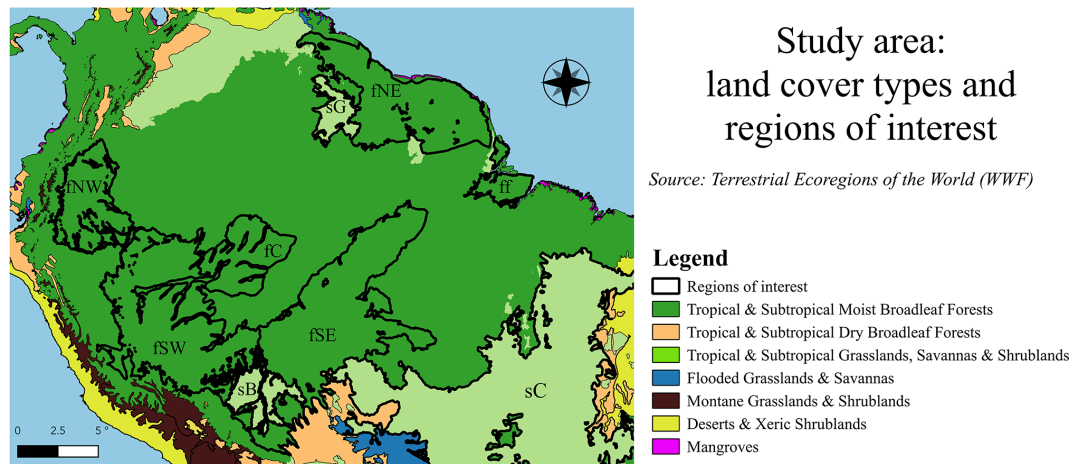 Study area:
land cover types and
regions of interest
Source: Terrestrial Ecoregions of the World (WWF)
fNE
sG
ff
fNW
fC
fSW
fSE
sB
sC
0 2.5 5 °
Legend
Regions of interest
Tropical & Subtropical Moist Broadleaf Forests
Tropical & Subtropical Dry Broadleaf Forests
Tropical & Subtropical Grasslands, Savannas & Shrublands
Flooded Grasslands & Savannas
Montane Grasslands & Shrublands
Deserts & Xeric Shrublands
Mangroves